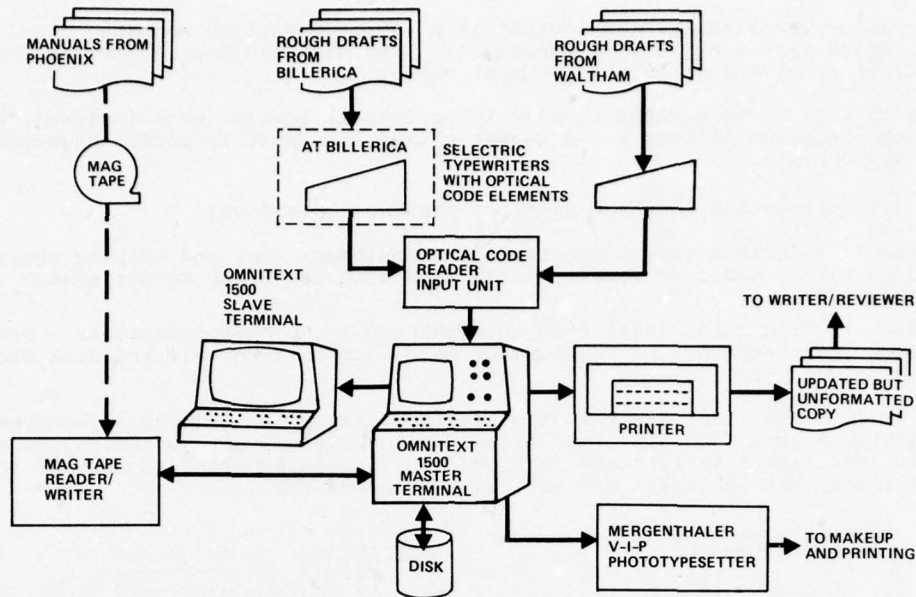 MANUALS FROM
PHOENIX
ROUGH DRAFTS
FROM
BILLERICA
ROUGH DRAFTS
FROM
WALTHAM
MAG
TAPE
AT BILLERICA
SELECTRIC
TYPEWRITERS
WITH OPTICAL
CODE ELEMENTS
OMNITEXT
1500
SLAVE
TERMINAL
OPTICAL CODE
READER
INPUT UNIT
TO WRITER/REVIEWER
UPDATED BUT
UNFORMATTED
COPY
PRINTER
MAG TAPE
READER/
WRITER
OMNITEXT
1500
MASTER
TERMINAL
DISK
MERGENTHALER
V-I-P
PHOTOTYPESETTER
TO MAKEUP
AND PRINTING